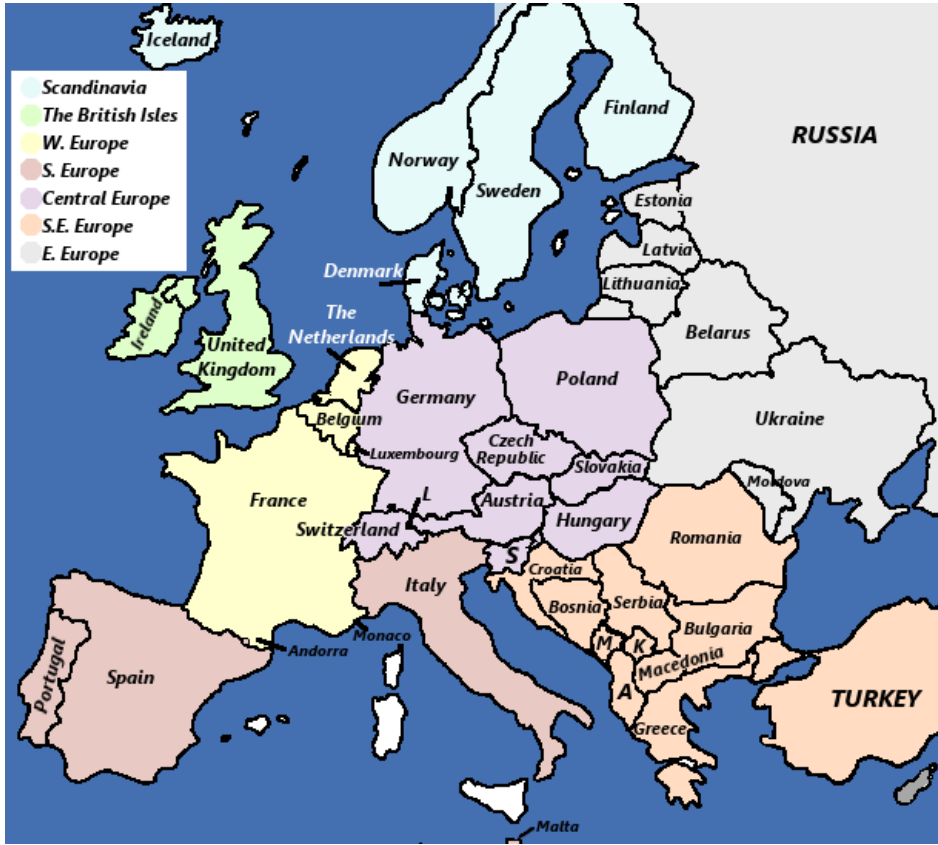 Iceland
Scandinavia
The British Isles
W. Europe
S. Europe
Central Europe
S.E. Europe
E. Europe
Norway
Sweden
Finland
RUSSIA
Estonia
Latvia
Lithuania
Denmark
The
Netherlands
Ireland
United
Kingdom
Belarus
Belgium
Germany
Poland
Ukraine
Luxembourg
Czech
Republic
Slovakia
Moldova
France
Switzerland
L
Austria
Hungary
Romania
Italy
S
Croatia
Bosnia
Serbia
Bulgaria
M
K
Macedonia
A
Greece
TURKEY
Monaco
Andorra
Spain
Portugal
Malta